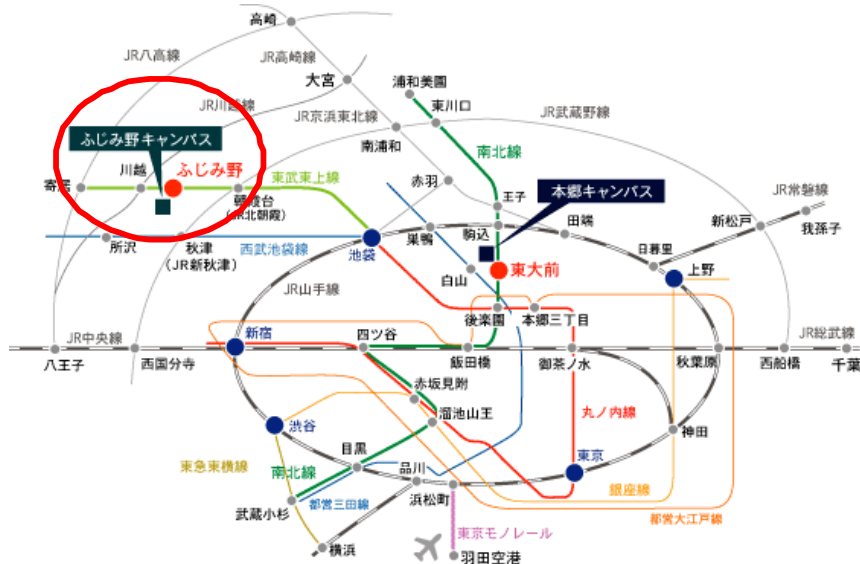 高崎
JR八高線
JR高崎線
大宮
浦和美園
JR川越線
東川口
JR武蔵野線
JR京浜東北線
ふじみ野キャンパス
南浦和
南北線
川越
ふじみ野
寄居
東武東上線
赤羽
本郷キャンパス
朝霞台
(JR北朝霞)
王子
JR常磐線
新松戸
我孫子
巣鴨
駒込
田端
所沢
秋津
(JR新秋津)
西武池袋線
池袋
日暮里
上野
白山
東大前
JR山手線
後楽園
本郷三丁目
JR中央線
新宿
四ツ谷
JR総武線
八王子
西国分寺
飯田橋
御茶ノ水
秋葉原
西船橋
千葉
赤坂見附
溜池山王
丸ノ内線
渋谷
神田
目黒
東京
東急東横線
南北線
品川
都営三田線
浜松町
銀座線
武蔵小杉
都営大江戸線
東京モノレール
横浜
羽田空港